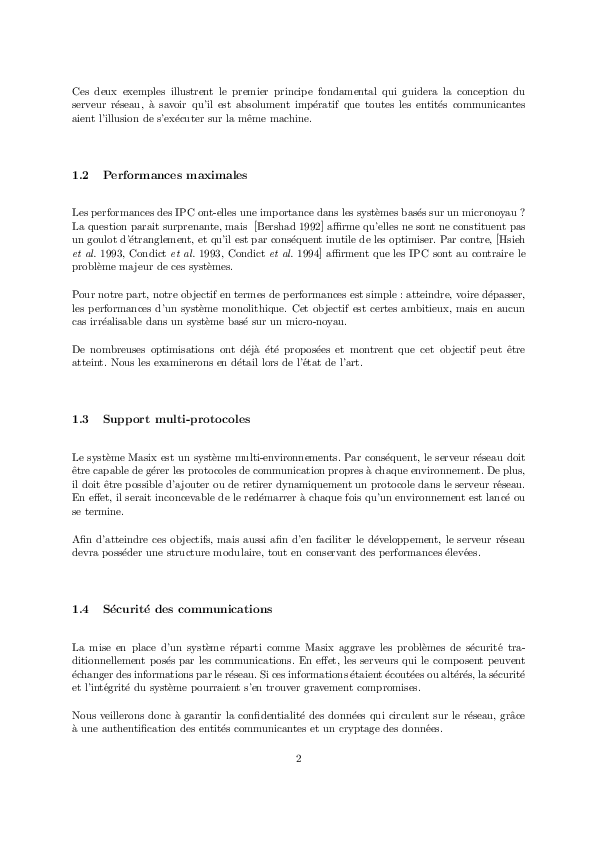 Ces deux exemples illustrent le premier principe fondamental qui guidera la conception du
serveur réseau, à savoir qu'il est absolument impératif que toutes les entités communicantes
aient l'illusion de s'exécuter sur la même machine.
1.2 Performances maximales
Les performances des IPC ont-elles une importance dans les systèmes basés sur un micronoyau ?
La question parait surprenante, mais [Bershad 1992] affirme qu'elles ne sont ne constituent pas
un goulot d'étranglement, et qu'il est par conséquent inutile de les optimiser. Par contre, [Hsieh
et al. 1993, Condict et al. 1993, Condict et al. 1994] affirment que les IPC sont au contraire le
problème majeur de ces systèmes.
Pour notre part, notre objectif en termes de performances est simple : atteindre, voire dépasser,
les performances d'un système monolithique. Cet objectif est certes ambitieux, mais en aucun
cas irréalisable dans un système basé sur un micro-noyau.
De nombreuses optimisations ont déjà été proposées et montrent que cet objectif peut être
atteint. Nous les examinerons en détail lors de l'état de l'art.
1.3 Support multi-protocoles
Le système Masix est un système multi-environnements. Par conséquent, le serveur réseau doit
être capable de gérer les protocoles de communication propres à chaque environnement. De plus,
il doit être possible d'ajouter ou de retirer dynamiquement un protocole dans le serveur réseau.
En effet, il serait inconcevable de le redémarrer à chaque fois qu'un environnement est lancé ou
se termine.
Afin d'atteindre ces objectifs, mais aussi afin d'en faciliter le développement, le serveur réseau
devra posséder une structure modulaire, tout en conservant des performances élevées.
1.4 Sécurité des communications
La mise en place d'un système réparti comme Masix aggrave les problèmes de sécurité tra-
ditionnellement posés par les communications. En effet, les serveurs qui le composent peuvent
échanger des informations par le réseau. Si ces informations étaient écoutées ou altérés, la sécurité
et l'intégrité du système pourraient s'en trouver gravement compromises.
Nous veillerons donc à garantir la confidentialité des données qui circulent sur le réseau, grâce
à une authentification des entités communicantes et un cryptage des données.
2